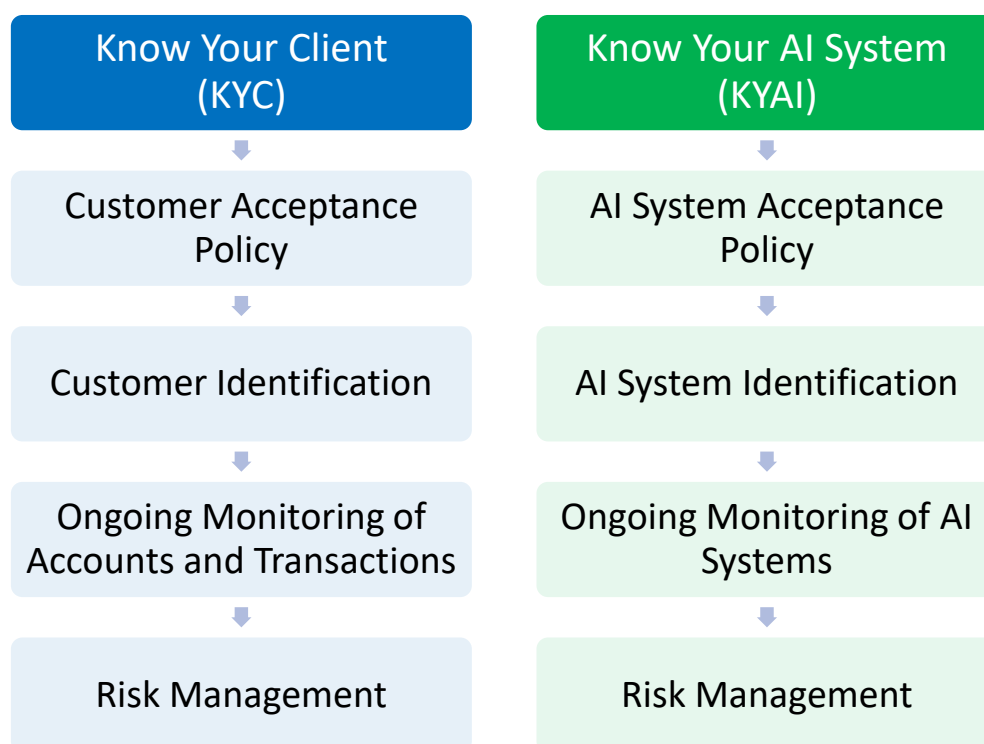 Know Your Client
(KYC)
Customer Acceptance
Policy
Customer Identification
Ongoing Monitoring of
Accounts and Transactions
Risk Management
Know Your AI System
(KYAI)
AI System Acceptance
Policy
AI System Identification
Ongoing Monitoring of AI
Systems
Risk Management